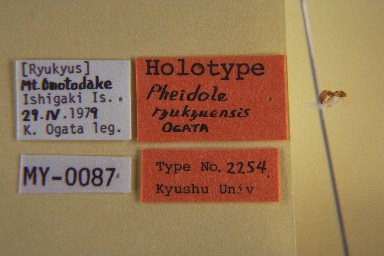 [Ryukyus]
Mt. Omotodake
Ishigaki Is.
29.IV.1979
K. Ogata leg.
MY-0087
Holotype
Pheidole
ryukyuensis
OGATA
Type No. 2254
Kyushu Univ